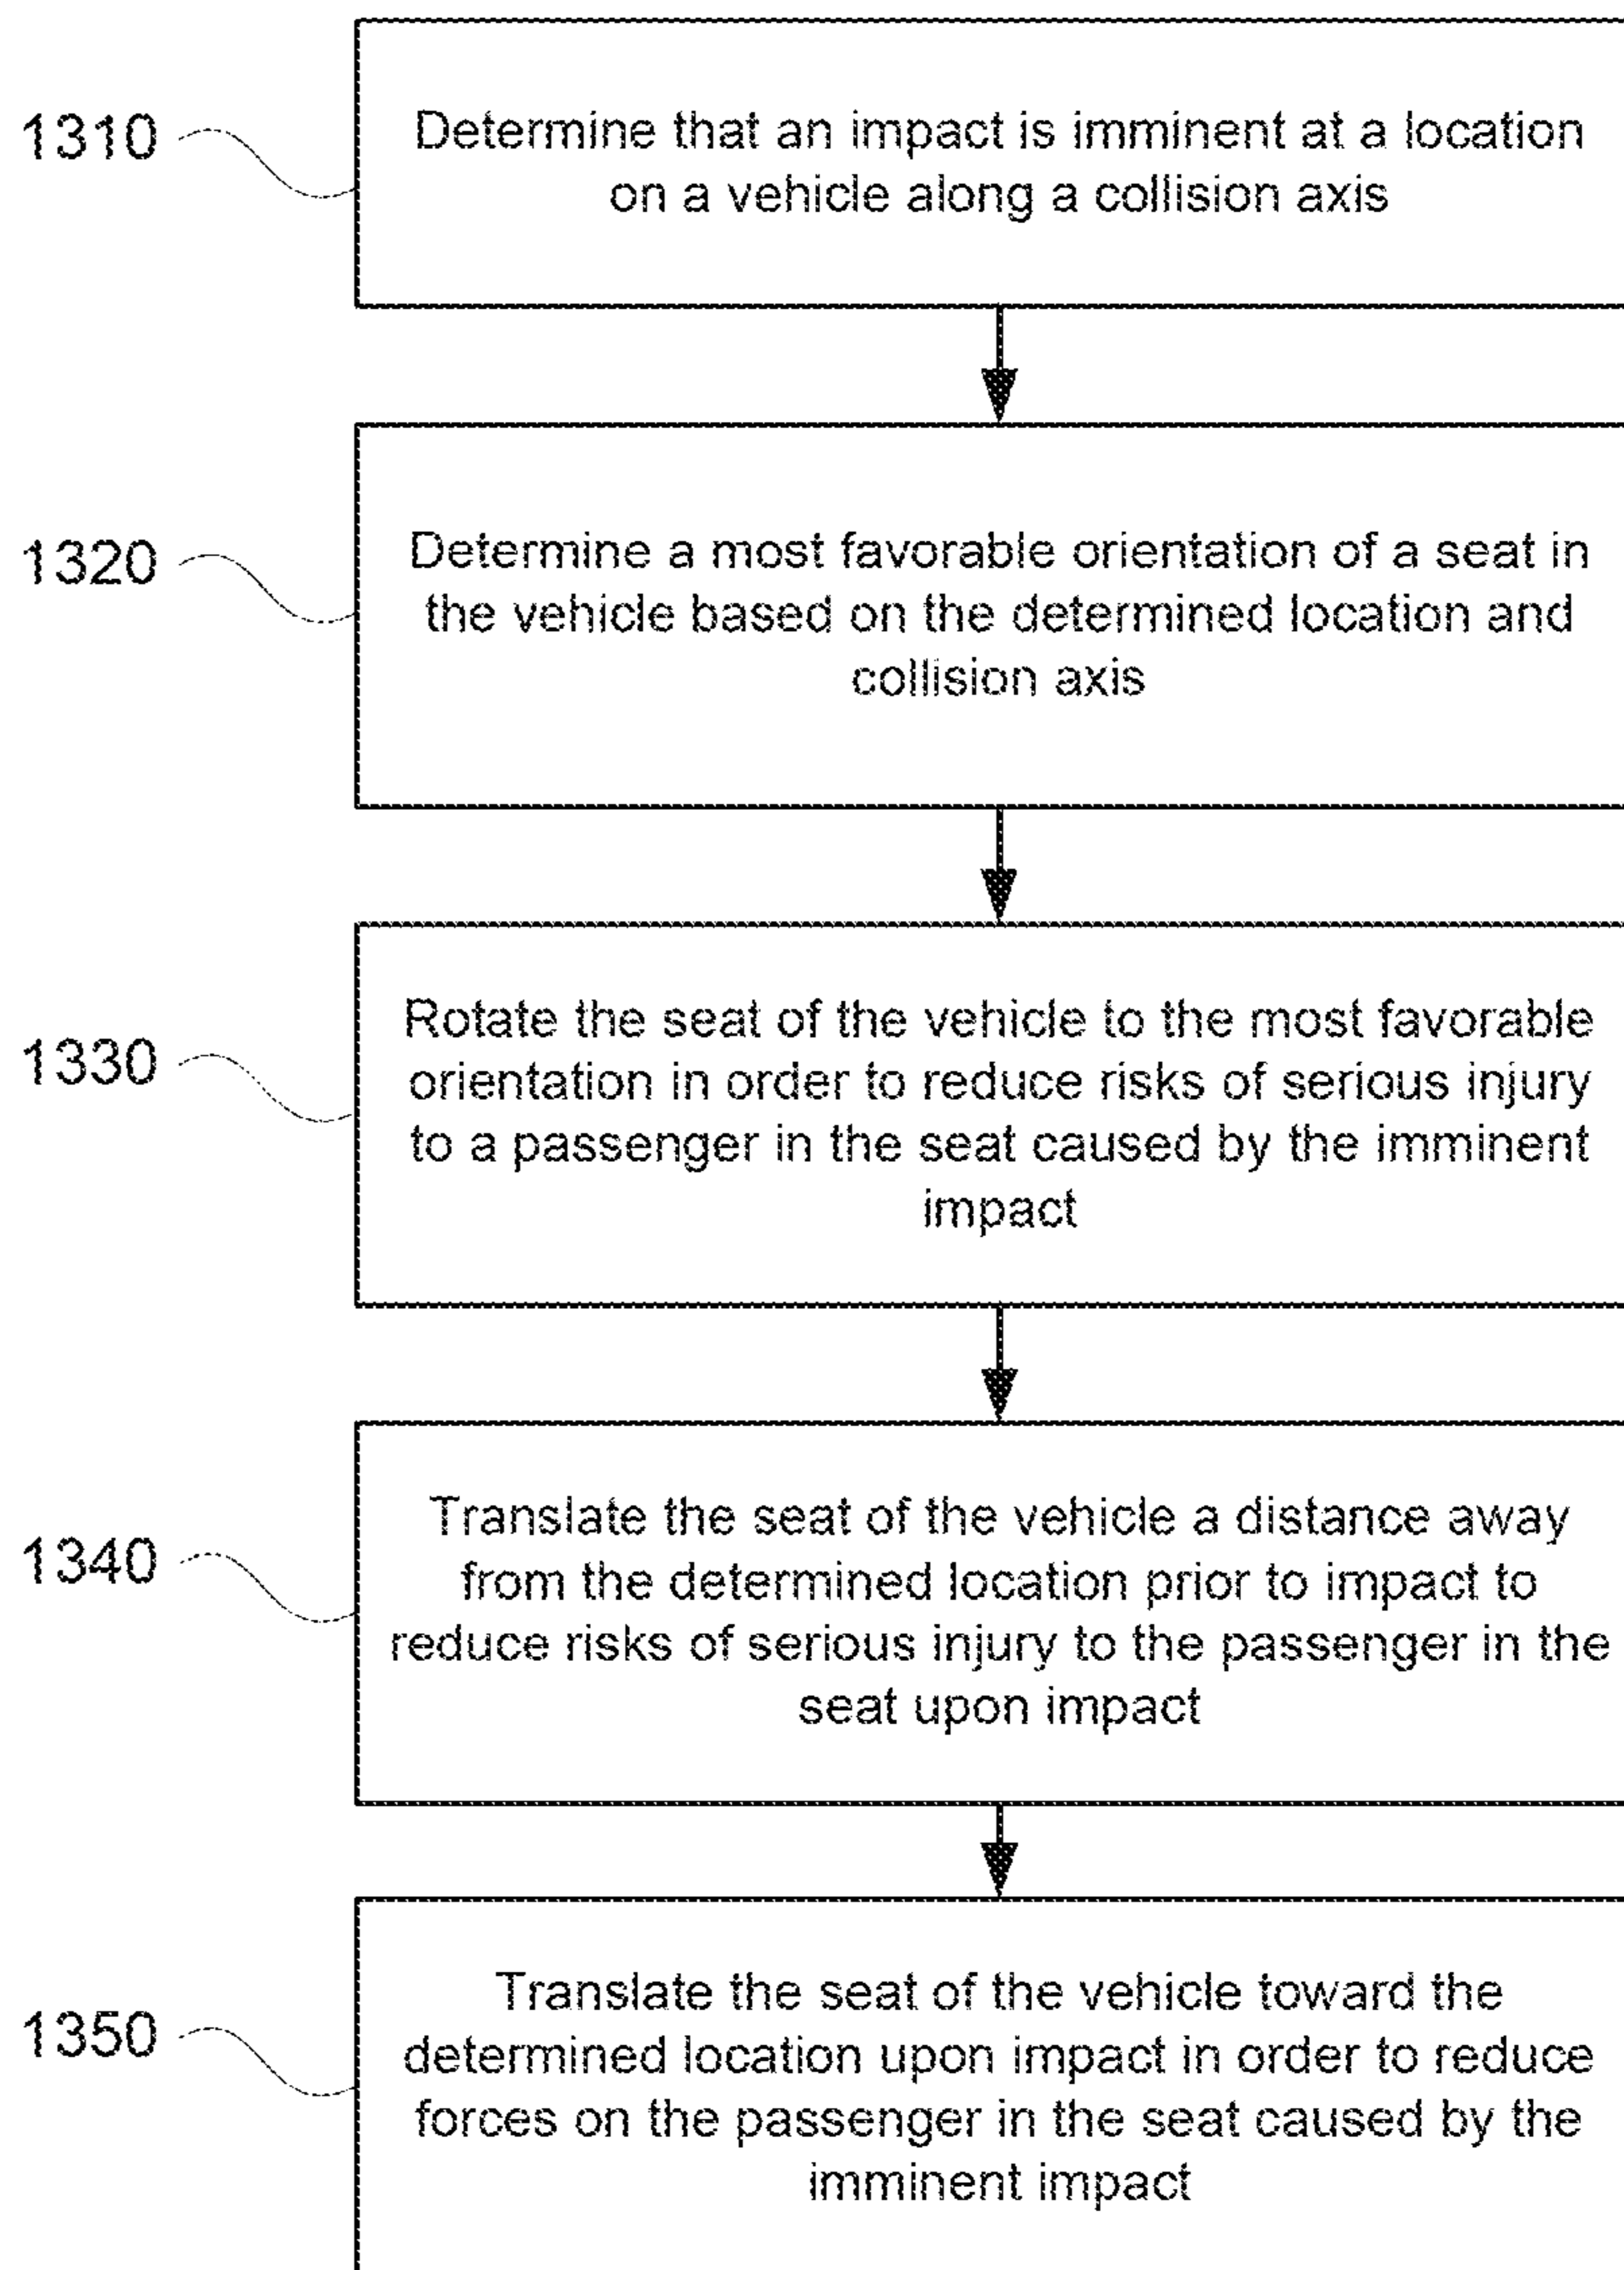 1310
Determine that an impact is imminent at a location
on a vehicle along a collision axis
1320
Determine a most favorable orientation of a seat in
the vehicle based on the determined location and
collision axis
1330
Rotate the seat of the vehicle to the most favorable
orientation in order to reduce risks of serious injury
to a passenger in the seat caused by the imminent
impact
1340
Translate the seat of the vehicle a distance away
from the determined location prior to impact to
reduce risks of serious injury to the passenger in the
seat upon impact
1350
Translate the seat of the vehicle toward the
determined location upon impact in order to reduce
forces on the passenger in the seat caused by the
imminent impact